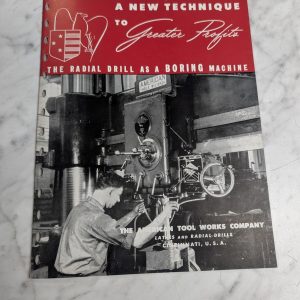 A NEW TECHNIQUE
TO Greater Profits
THE RADIAL DRILL AS A BORING MACHINE
AMERICAN
THE AMERICAN TOOL WORKS COMPANY
LATHES AND RADIAL DRILLS
CINCINNATI, U.S.A.